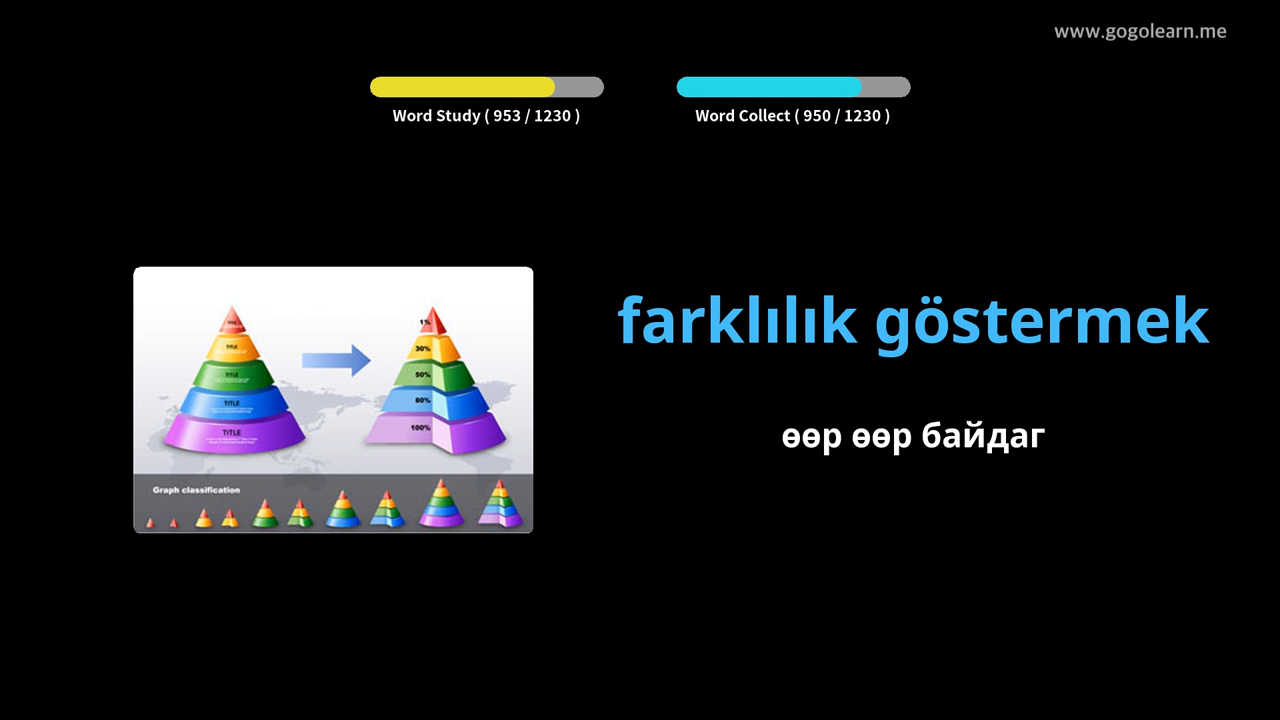 www.gogolearn.me
Word Study ( 953 / 1230 )
Word Collect ( 950 / 1230 )
farklılık göstermek
өөр өөр байдаг
TITLE
TITLE
TITLE
TITLE
1%
30%
50%
80%
100%
Graph classification